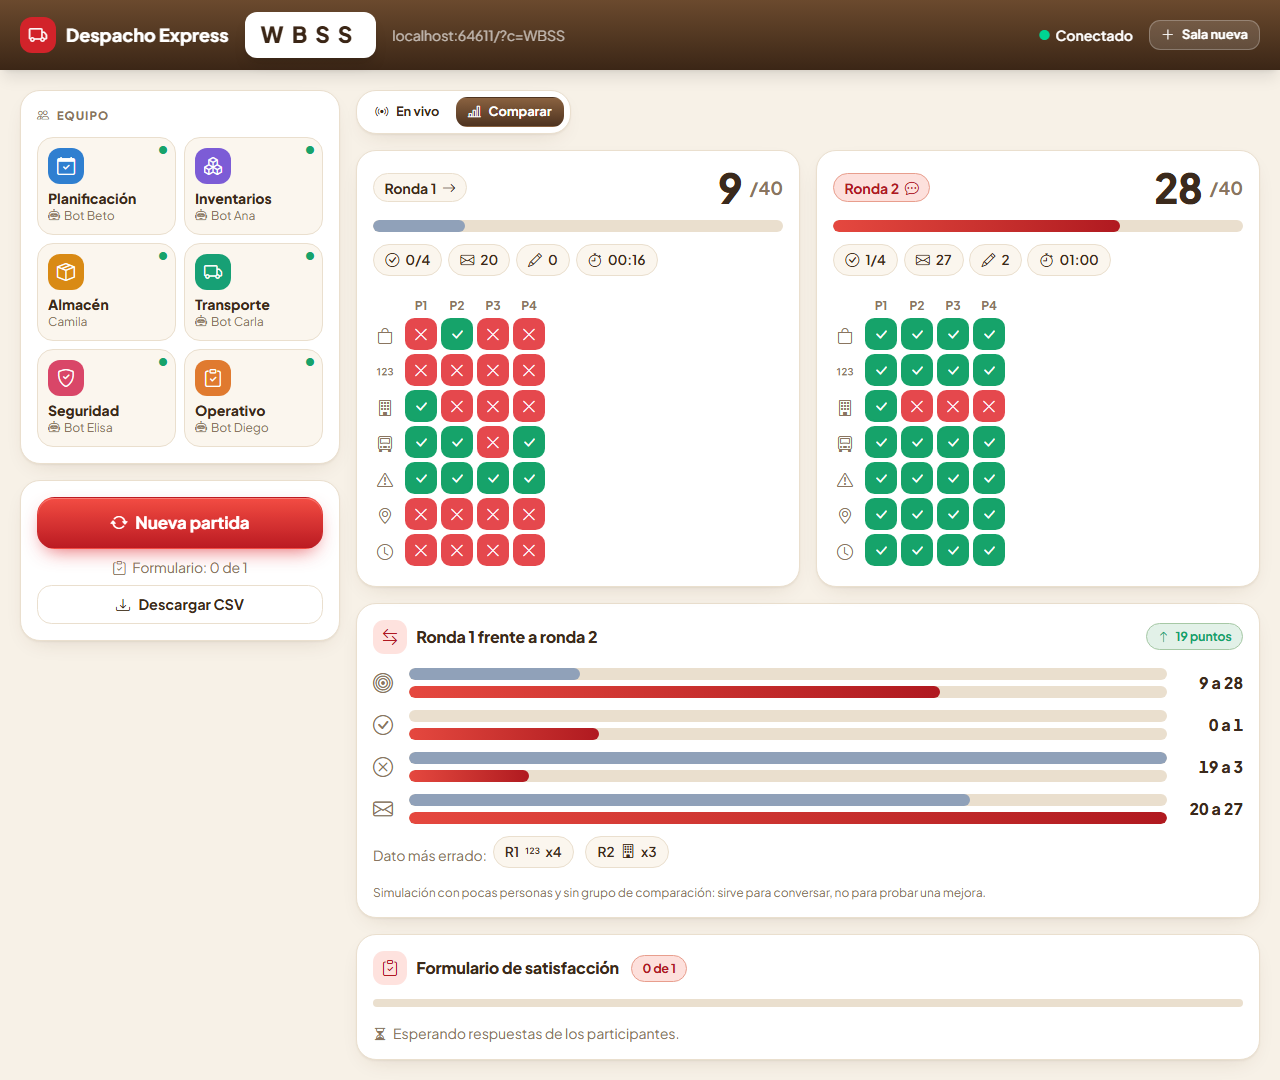 Despacho Express
WBSS
localhost:64611/?c=WBSS
Conectado
Sala nueva
EQUIPO
Planificación
Bot Beto
Inventarios
Bot Ana
Almacén
Camila
Transporte
Bot Carla
Seguridad
Bot Elisa
Operativo
Bot Diego
Nueva partida
Formulario: 0 de 1
Descargar CSV
En vivo
Comparar
Ronda 1
9 /40
0/4 20 0 00:16
P1 P2 P3 P4
123
Ronda 2
28 /40
1/4 27 2 01:00
P1 P2 P3 P4
123
Ronda 1 frente a ronda 2
19 puntos
9 a 28
0 a 1
19 a 3
20 a 27
Dato más errado: R1 123 x4 R2 x3
Simulación con pocas personas y sin grupo de comparación: sirve para conversar, no para probar una mejora.
Formulario de satisfacción
0 de 1
Esperando respuestas de los participantes.